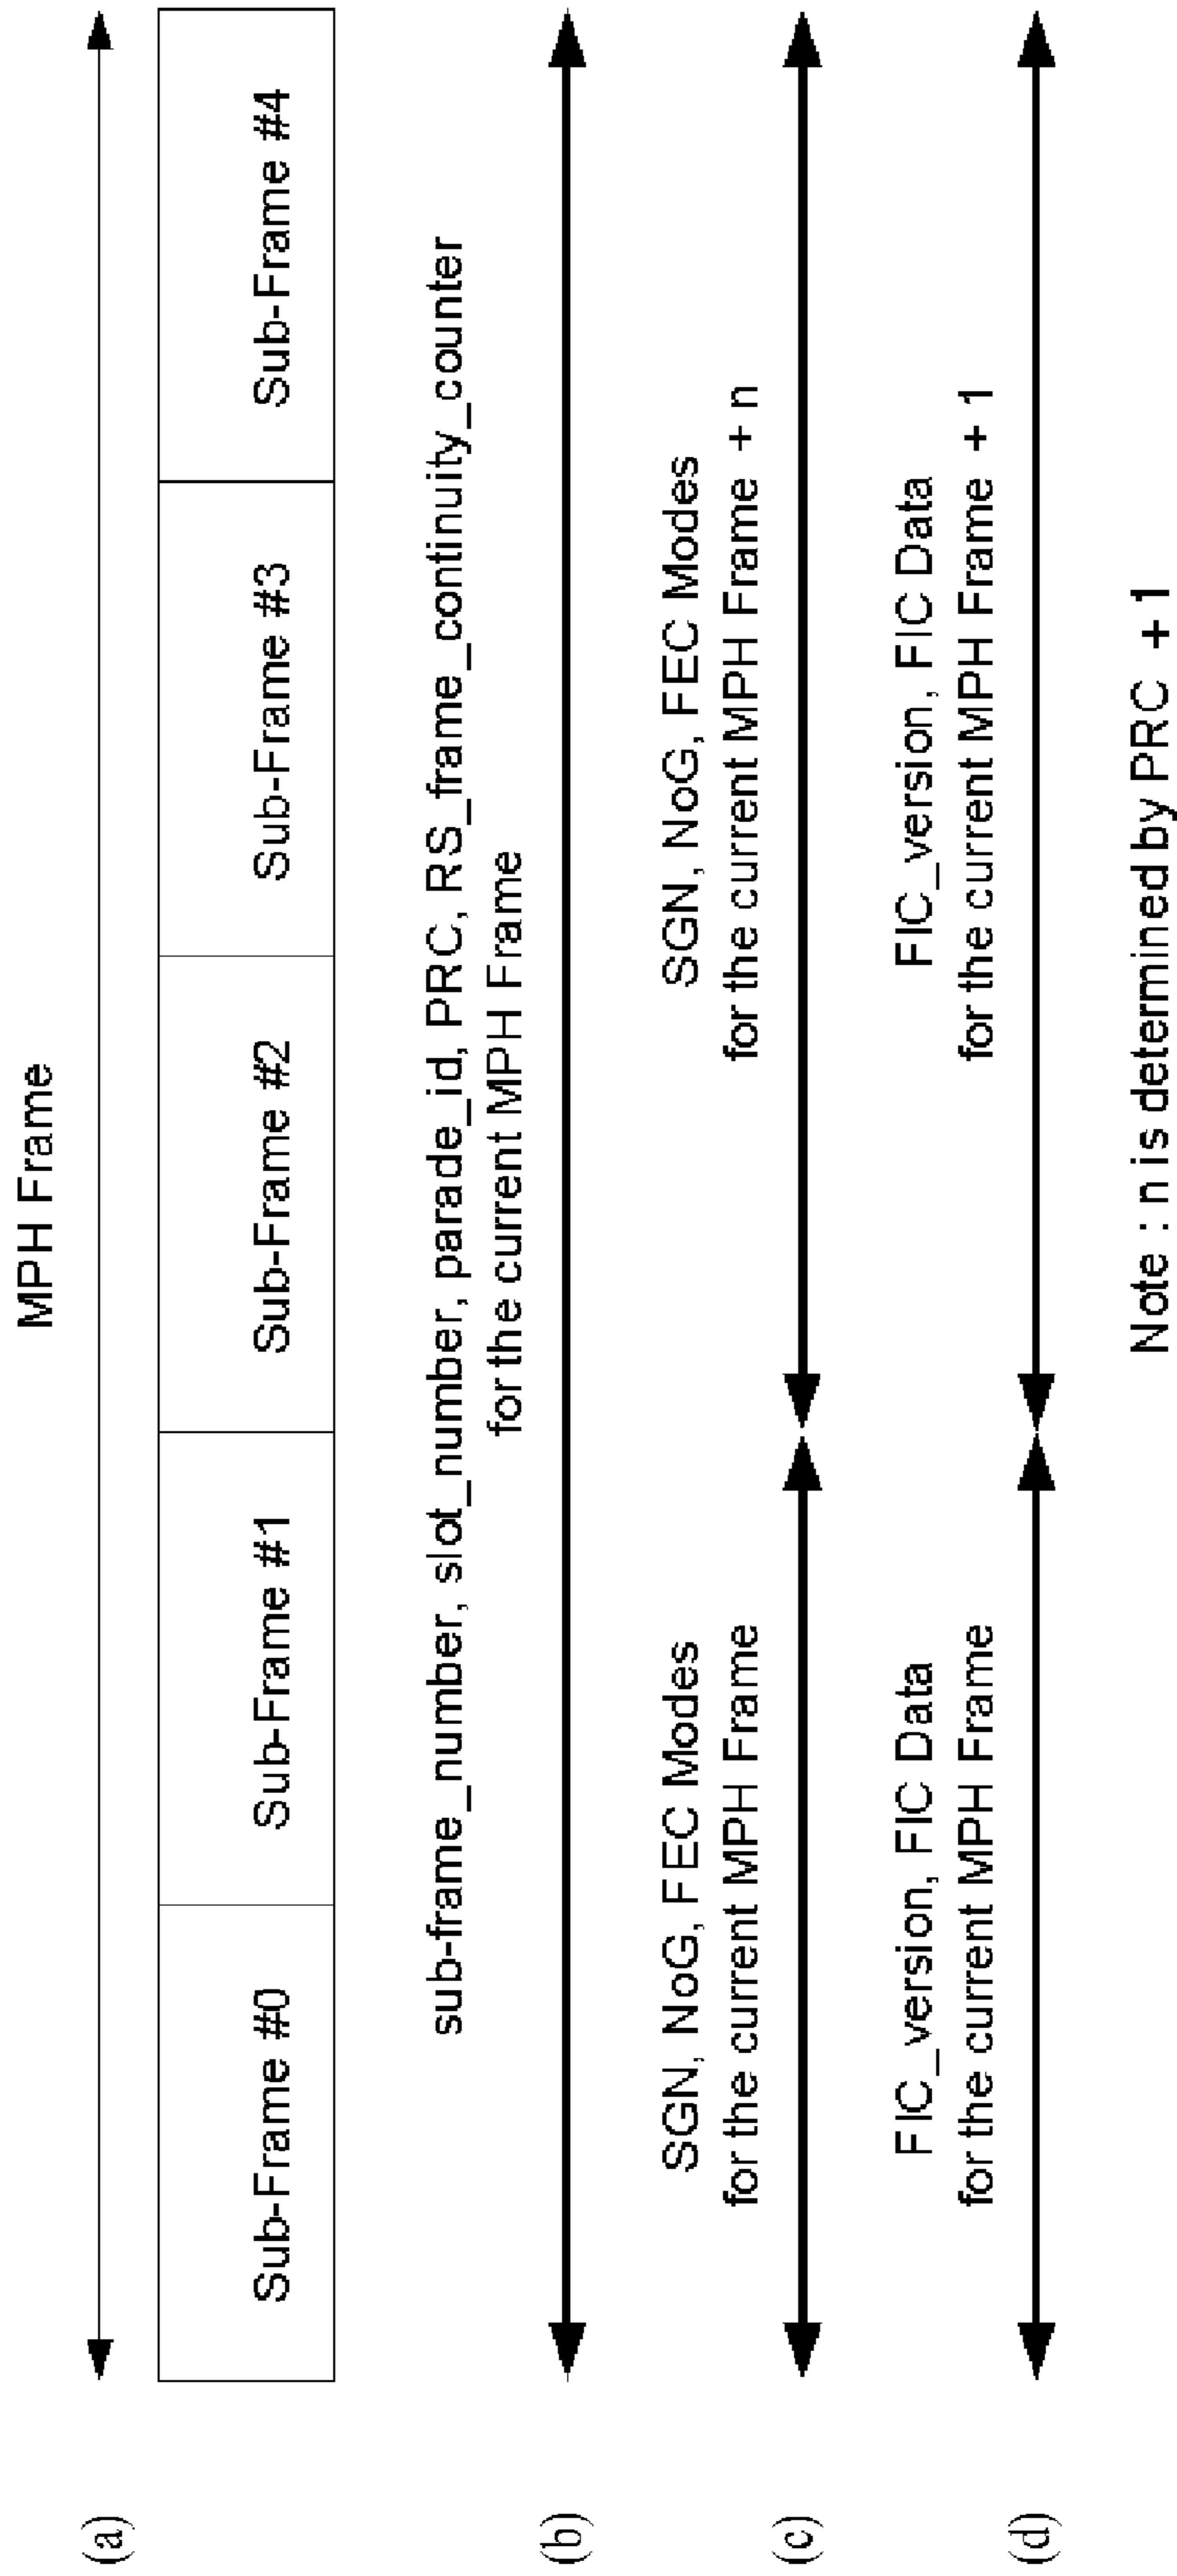 MPH Frame
(a)
Sub-Frame #0 Sub-Frame #1 Sub-Frame #2 Sub-Frame #3 Sub-Frame #4
sub-frame_number, slot_number, parade_id, PRC, RS_frame_continuity_counter
for the current MPH Frame
(b)
SGN, NoG, FEC Modes
for the current MPH Frame
SGN, NoG, FEC Modes
for the current MPH Frame + n
(c)
FIC_version, FIC Data
for the current MPH Frame
FIC_version, FIC Data
for the current MPH Frame + 1
(d)
Note : n is determined by PRC + 1